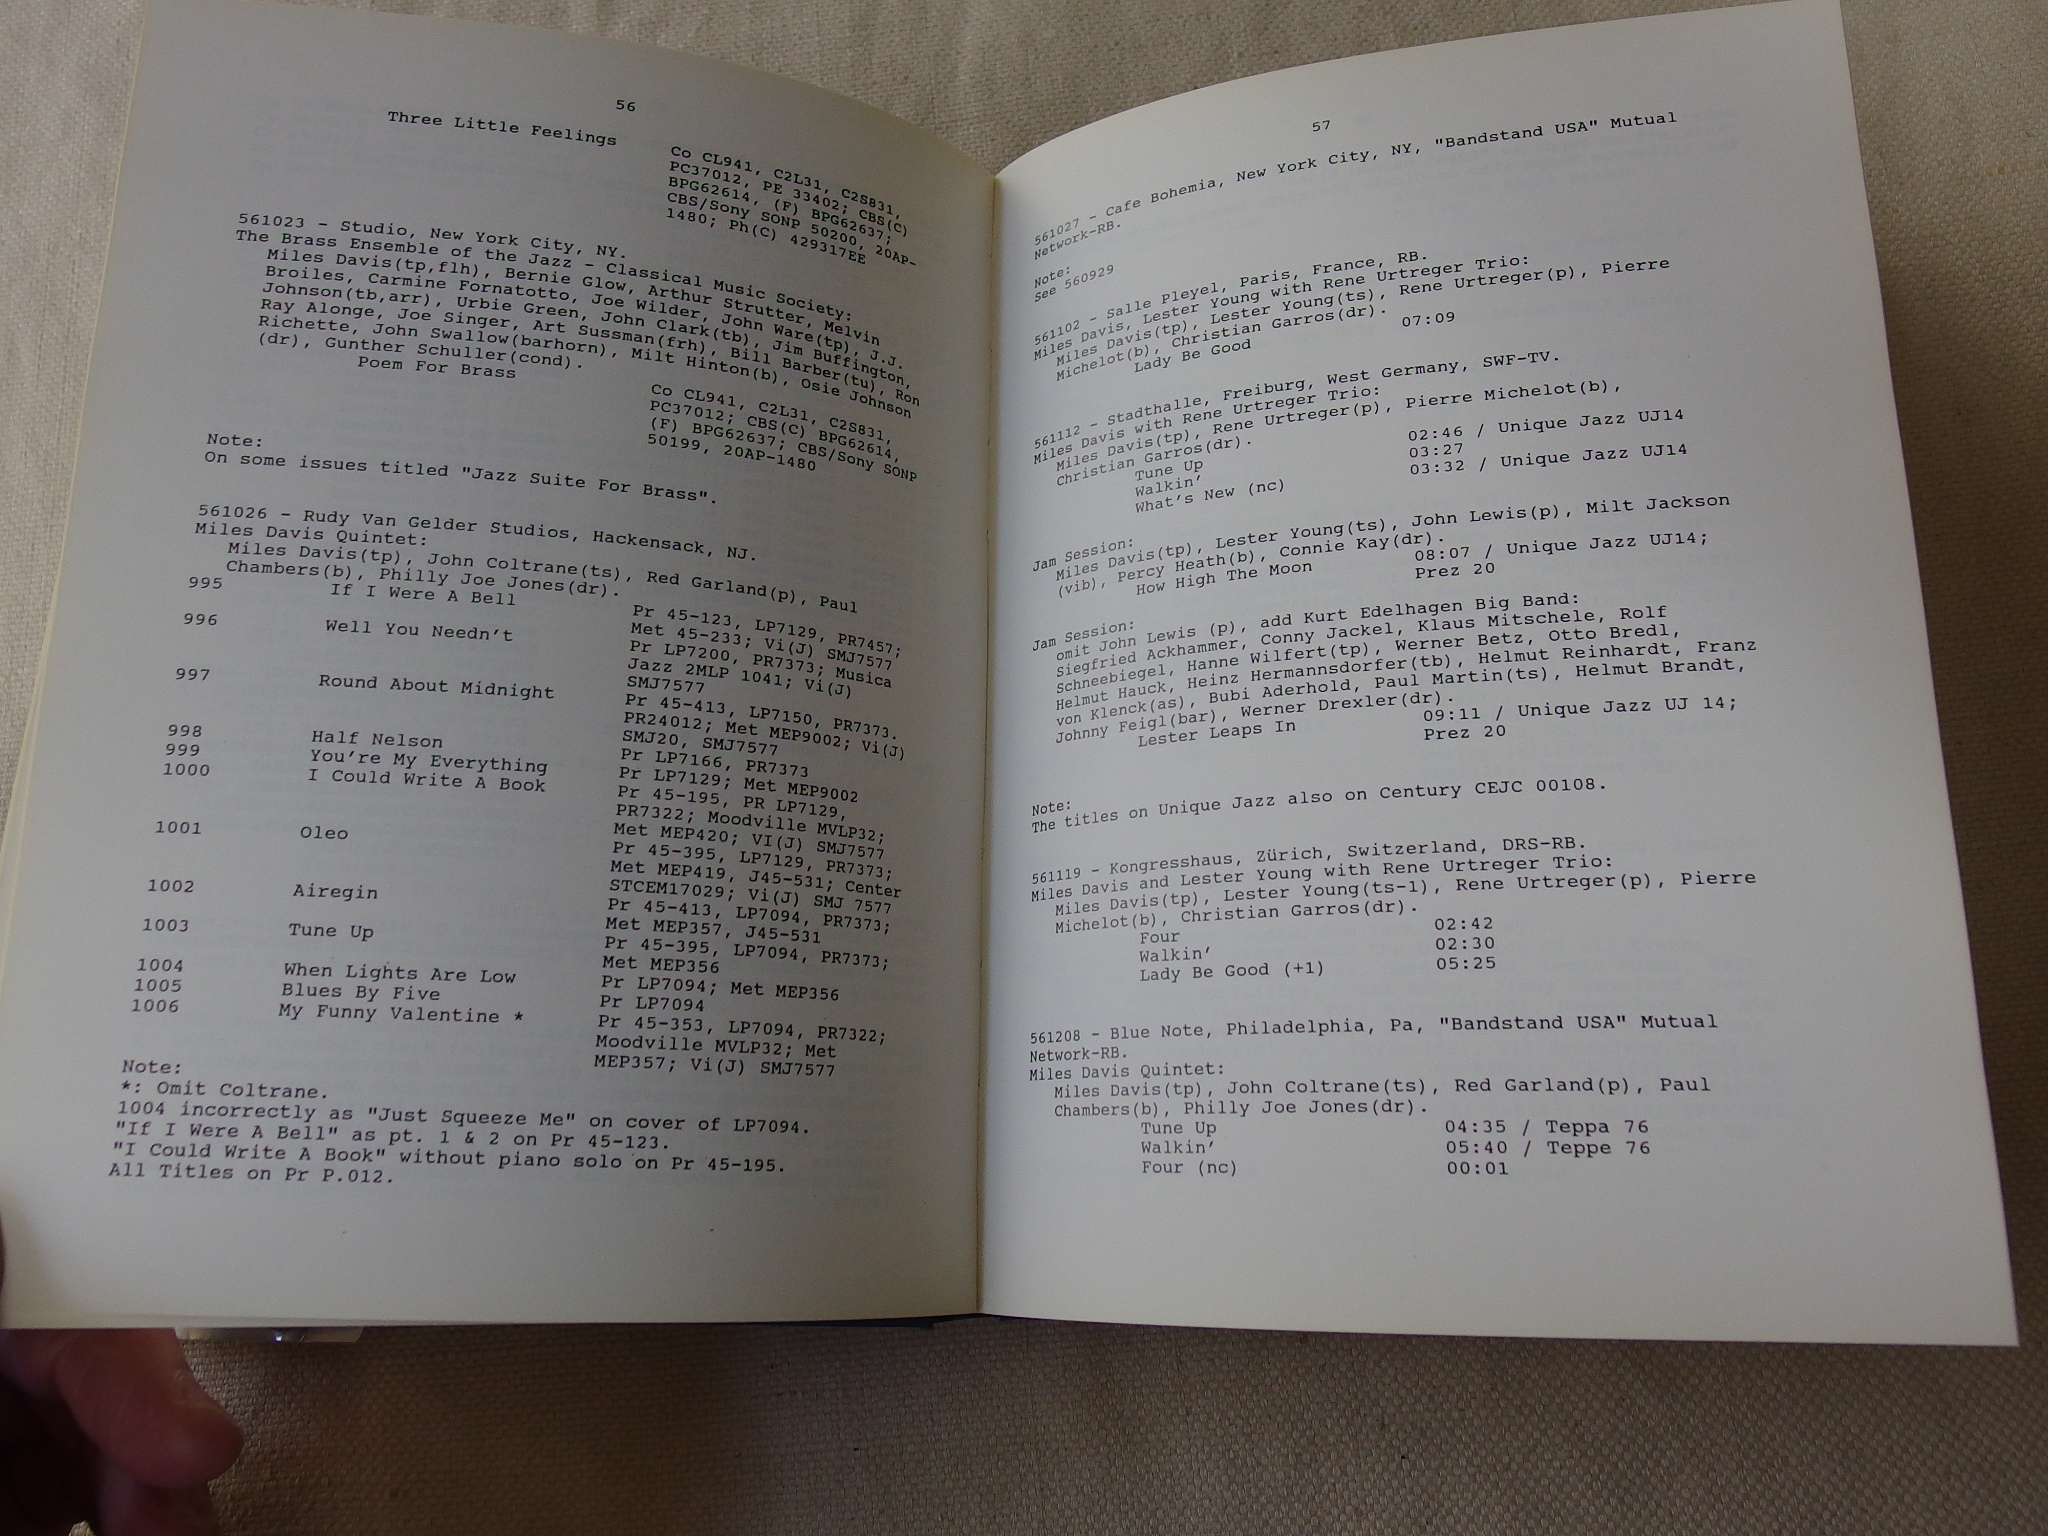 56
Three Little Feelings
Co CL941, C2L31, C2S831,
PC37012, PE 33402; CBS(C)
BPG62614, (F) BPG62637;
CBS/Sony SONP 50200, 20AP-
1480; Ph(C) 429317EE
561023 - Studio, New York City, NY.
The Brass Ensemble of the Jazz - Classical Music Society:
Miles Davis(tp,flh), Bernie Glow, Arthur Strutter, Melvin
Broiles, Carmine Fornatotto, Joe Wilder, John Ware(tp), J.J.
Johnson(tb,arr), Urbie Green, John Clark(tb), Jim Buffington,
Ray Alonge, Joe Singer, Art Sussman(frh), Bill Barber(tu), Ron
Richette, John Swallow(barhorn), Milt Hinton(b), Osie Johnson
(dr), Gunther Schuller(cond).
Poem For Brass
Co CL941, C2L31, C2S831,
PC37012; CBS(C) BPG62614,
(F) BPG62637; CBS/Sony SONP
50199, 20AP-1480
Note:
On some issues titled "Jazz Suite For Brass".
561026 - Rudy Van Gelder Studios, Hackensack, NJ.
Miles Davis Quintet:
Miles Davis(tp), John Coltrane(ts), Red Garland(p), Paul
Chambers(b), Philly Joe Jones(dr).
995 If I Were A Bell Pr 45-123, LP7129, PR7457;
Met 45-233; Vi(J) SMJ7577
996 Well You Needn't Pr LP7200, PR7373; Musica
Jazz 2MLP 1041; Vi(J)
SMJ7577
997 Round About Midnight Pr 45-413, LP7150, PR7373.
PR24012; Met MEP9002; Vi(J)
SMJ20, SMJ7577
998 Half Nelson Pr LP7166, PR7373
999 You're My Everything Pr LP7129; Met MEP9002
1000 I Could Write A Book Pr 45-195, PR LP7129,
PR7322; Moodville MVLP32;
Met MEP420; VI(J) SMJ7577
1001 Oleo Pr 45-395, LP7129, PR7373;
Met MEP419, J45-531; Center
STCEM17029; Vi(J) SMJ 7577
1002 Airegin Pr 45-413, LP7094, PR7373;
Met MEP357, J45-531
1003 Tune Up Pr 45-395, LP7094, PR7373;
Met MEP356
1004 When Lights Are Low Pr LP7094; Met MEP356
1005 Blues By Five Pr LP7094
1006 My Funny Valentine * Pr 45-353, LP7094, PR7322;
Moodville MVLP32; Met
MEP357; Vi(J) SMJ7577
Note:
*: Omit Coltrane.
1004 incorrectly as "Just Squeeze Me" on cover of LP7094.
"If I Were A Bell" as pt. 1 & 2 on Pr 45-123.
"I Could Write A Book" without piano solo on Pr 45-195.
All Titles on Pr P.012.
57
561027 - Cafe Bohemia, New York City, NY, "Bandstand USA" Mutual
Network-RB.
Note:
See 560929
561102 - Salle Pleyel, Paris, France, RB.
Miles Davis, Lester Young with Rene Urtreger Trio:
Miles Davis(tp), Lester Young(ts), Rene Urtreger(p), Pierre
Michelot(b), Christian Garros(dr).
Lady Be Good 07:09
561112 - Stadthalle, Freiburg, West Germany, SWF-TV.
Miles Davis with Rene Urtreger Trio:
Miles Davis(tp), Rene Urtreger(p), Pierre Michelot(b),
Christian Garros(dr).
Tune Up 02:46 / Unique Jazz UJ14
Walkin' 03:27
What's New (nc) 03:32 / Unique Jazz UJ14
Jam Session:
Miles Davis(tp), Lester Young(ts), John Lewis(p), Milt Jackson
(vib), Percy Heath(b), Connie Kay(dr).
How High The Moon 08:07 / Unique Jazz UJ14;
Prez 20
Jam Session:
omit John Lewis (p), add Kurt Edelhagen Big Band:
Siegfried Ackhammer, Conny Jackel, Klaus Mitschele, Rolf
Schneebiegel, Hanne Wilfert(tp), Werner Betz, Otto Bredl,
Helmut Hauck, Heinz Hermannsdorfer(tb), Helmut Reinhardt, Franz
von Klenck(as), Bubi Aderhold, Paul Martin(ts), Helmut Brandt,
Johnny Feigl(bar), Werner Drexler(dr).
Lester Leaps In 09:11 / Unique Jazz UJ 14;
Prez 20
Note:
The titles on Unique Jazz also on Century CEJC 00108.
561119 - Kongresshaus, Zürich, Switzerland, DRS-RB.
Miles Davis and Lester Young with Rene Urtreger Trio:
Miles Davis(tp), Lester Young(ts-1), Rene Urtreger(p), Pierre
Michelot(b), Christian Garros(dr).
Four 02:42
Walkin' 02:30
Lady Be Good (+1) 05:25
561208 - Blue Note, Philadelphia, Pa, "Bandstand USA" Mutual
Network-RB.
Miles Davis Quintet:
Miles Davis(tp), John Coltrane(ts), Red Garland(p), Paul
Chambers(b), Philly Joe Jones(dr).
Tune Up 04:35 / Teppa 76
Walkin' 05:40 / Teppe 76
Four (nc) 00:01